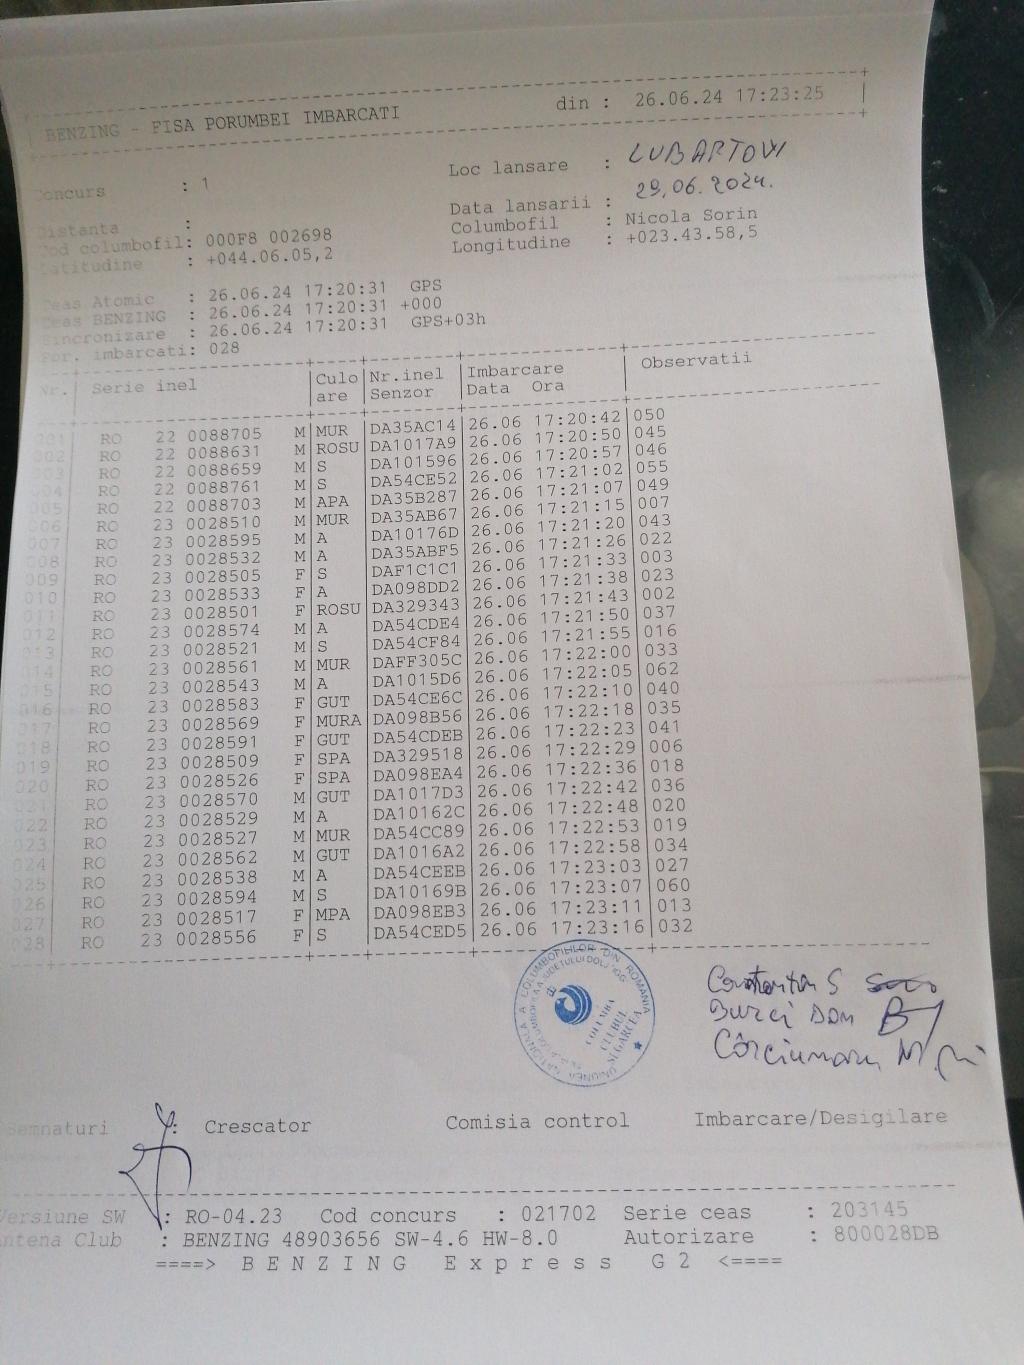 BENZING - FISA PORUMBEI IMBARCATI din : 26.06.24 17:23:25
Concurs : 1 Loc lansare : LUBARTOW
Data lansarii : 29.06.2024.
Distanta : Columbofil : Nicola Sorin
Cod columbofil: 000F8 002698 Longitudine : +023.43.58,5
Latitudine : +044.06.05,2
Ceas Atomic : 26.06.24 17:20:31 GPS
Ceas BENZING : 26.06.24 17:20:31 +000
Sincronizare : 26.06.24 17:20:31 GPS+03h
Por. imbarcati: 028
Nr. Serie inel Culo Nr.inel Imbarcare Observatii
are Senzor Data Ora
001 RO 22 0088705 M MUR DA35AC14 26.06 17:20:42 050
002 RO 22 0088631 M ROSU DA1017A9 26.06 17:20:50 045
003 RO 22 0088659 M S DA101596 26.06 17:20:57 046
004 RO 22 0088761 M S DA54CE52 26.06 17:21:02 055
005 RO 22 0088703 M APA DA35B287 26.06 17:21:07 049
006 RO 23 0028510 M MUR DA35AB67 26.06 17:21:15 007
007 RO 23 0028595 M A DA10176D 26.06 17:21:20 043
008 RO 23 0028532 M A DA35ABF5 26.06 17:21:26 022
009 RO 23 0028505 F S DAF1C1C1 26.06 17:21:33 003
010 RO 23 0028533 F A DA098DD2 26.06 17:21:38 023
011 RO 23 0028501 F ROSU DA329343 26.06 17:21:43 002
012 RO 23 0028574 M A DA54CDE4 26.06 17:21:50 037
013 RO 23 0028521 M S DA54CF84 26.06 17:21:55 016
014 RO 23 0028561 M MUR DAFF305C 26.06 17:22:00 033
015 RO 23 0028543 M A DA1015D6 26.06 17:22:05 062
016 RO 23 0028583 F GUT DA54CE6C 26.06 17:22:10 040
017 RO 23 0028569 F MURA DA098B56 26.06 17:22:18 035
018 RO 23 0028591 F GUT DA54CDEB 26.06 17:22:23 041
019 RO 23 0028509 F SPA DA329518 26.06 17:22:29 006
020 RO 23 0028526 F SPA DA098EA4 26.06 17:22:36 018
021 RO 23 0028570 M GUT DA1017D3 26.06 17:22:42 036
022 RO 23 0028529 M A DA10162C 26.06 17:22:48 020
023 RO 23 0028527 M MUR DA54CC89 26.06 17:22:53 019
024 RO 23 0028562 M GUT DA1016A2 26.06 17:22:58 034
025 RO 23 0028538 M A DA54CEEB 26.06 17:23:03 027
026 RO 23 0028594 M S DA10169B 26.06 17:23:07 060
027 RO 23 0028517 F MPA DA098EB3 26.06 17:23:11 013
028 RO 23 0028556 F S DA54CED5 26.06 17:23:16 032
UNIUNEA NATIONALA A COLUMBOFILILOR DIN ROMANIA
COLUMBA
CLUBUL
SEGARCEA
Constantin S
Burci Dan
Cârciumaru M.
Semnaturi : Crescator Comisia control Imbarcare/Desigilare
Versiune SW : RO-04.23 Cod concurs : 021702 Serie ceas : 203145
Antena Club : BENZING 48903656 SW-4.6 HW-8.0 Autorizare : 800028DB
====> B E N Z I N G E x p r e s s G 2 <====